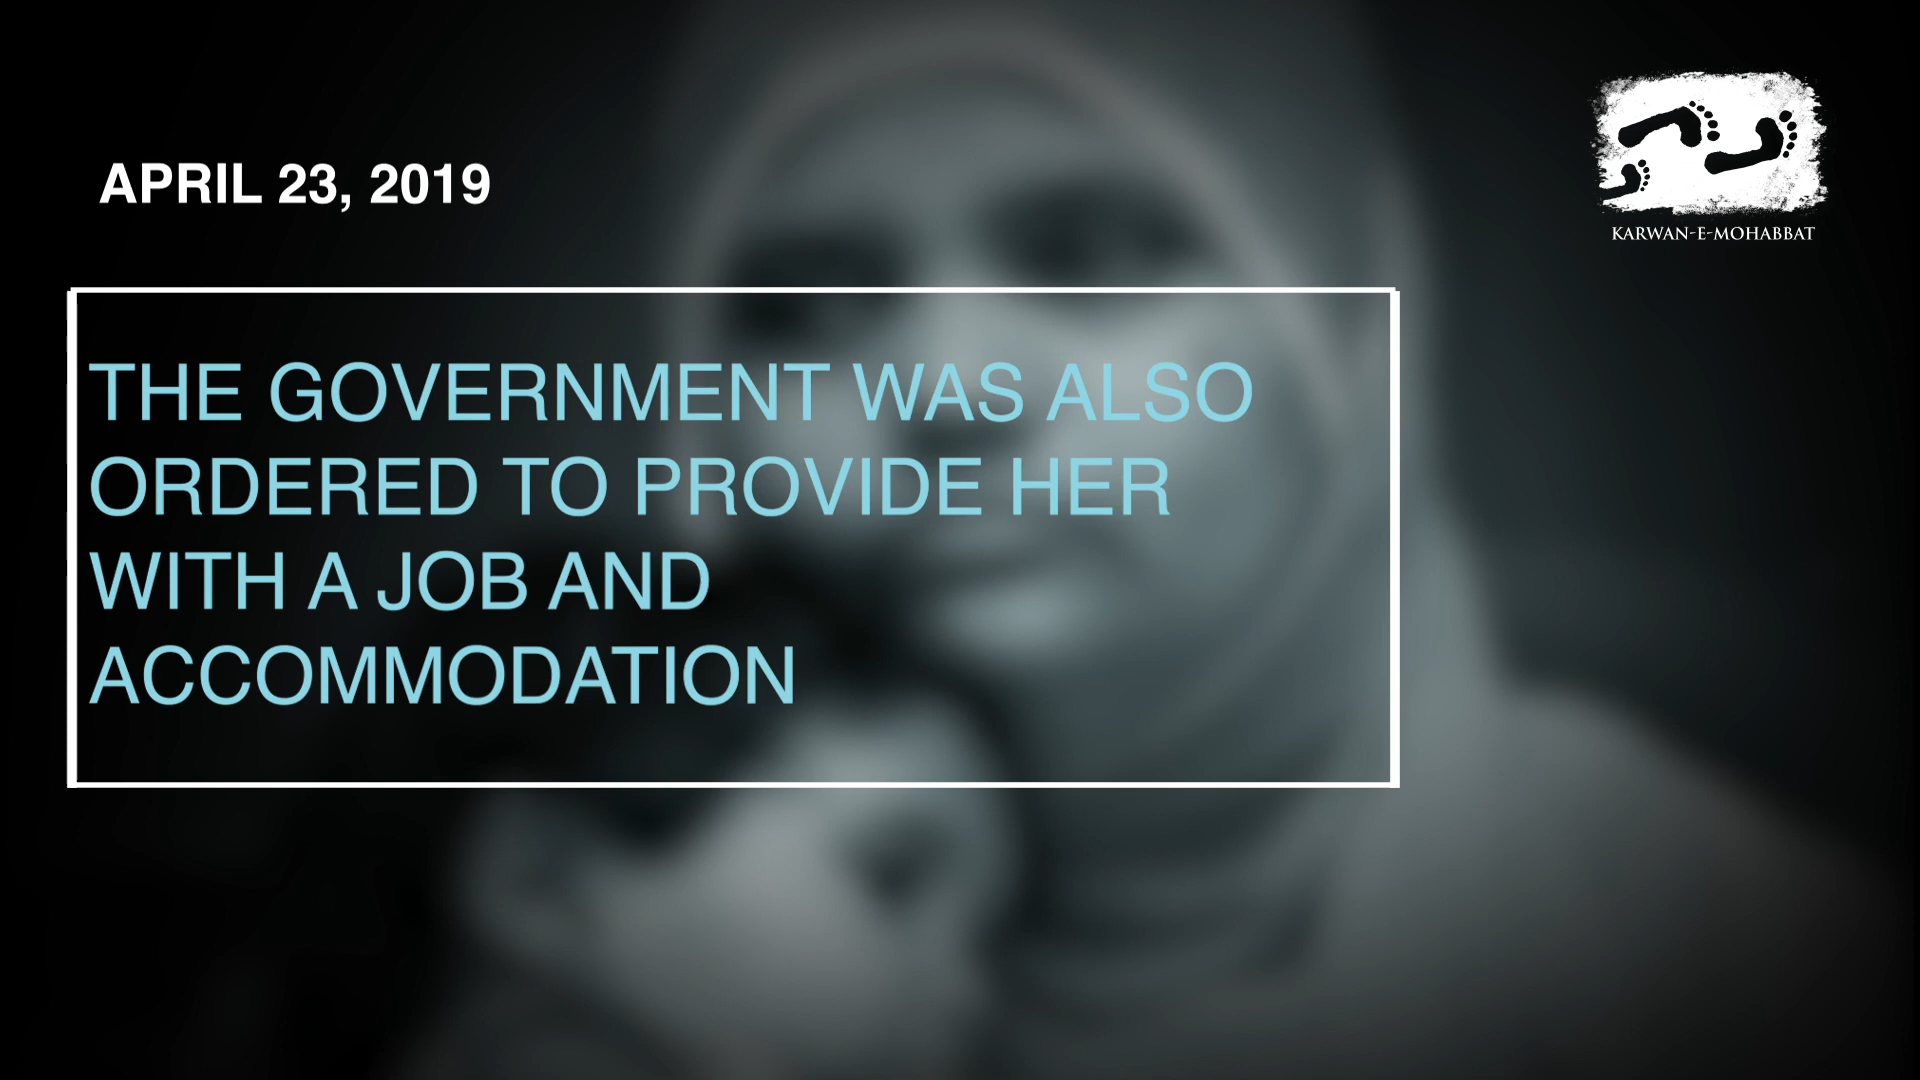 APRIL 23, 2019
KARWAN-E-MOHABBAT
THE GOVERNMENT WAS ALSO
ORDERED TO PROVIDE HER
WITH A JOB AND
ACCOMMODATION